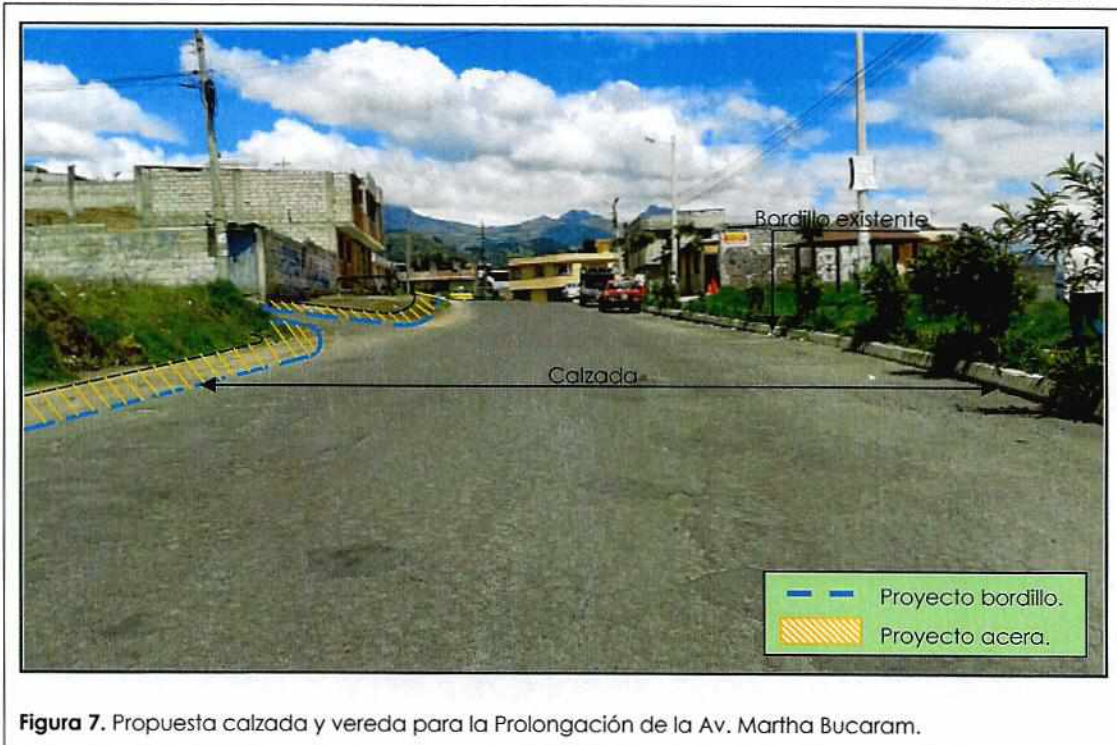 Bordillo existente
Calzada
Proyecto bordillo.
Proyecto acera.
Figura 7. Propuesta calzada y vereda para la Prolongación de la Av. Martha Bucaram.